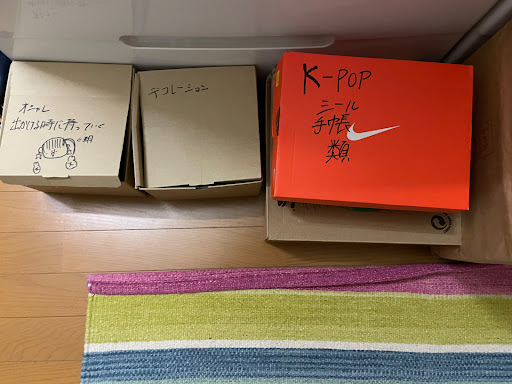 オシャレ
出かける時に持っていく
デコレーション
K-POP
シール
手帳
類